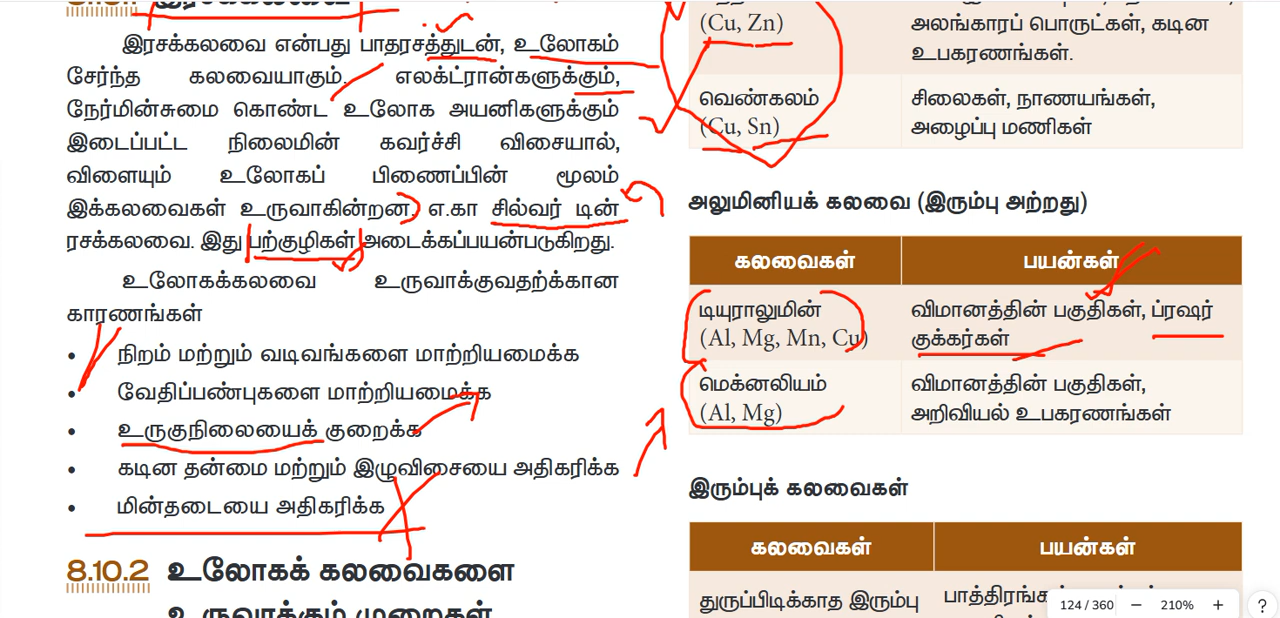 இரசக்கலவை என்பது பாதரசத்துடன், உலோகம்
சேர்ந்த கலவையாகும். எலக்ட்ரான்களுக்கும்,
நேர்மின்சுமை கொண்ட உலோக அயனிகளுக்கும்
இடைப்பட்ட நிலைமின் கவர்ச்சி விசையால்,
விளையும் உலோகப் பிணைப்பின் மூலம்
இக்கலவைகள் உருவாகின்றன. எ.கா சில்வர் டின்
ரசக்கலவை. இது பற்குழிகள் அடைக்கப்பயன்படுகிறது.
உலோகக்கலவை உருவாக்குவதற்க்கான
காரணங்கள்
• நிறம் மற்றும் வடிவங்களை மாற்றியமைக்க
• வேதிப்பண்புகளை மாற்றியமைக்க
• உருகுநிலையைக் குறைக்க
• கடின தன்மை மற்றும் இழுவிசையை அதிகரிக்க
• மின்தடையை அதிகரிக்க
8.10.2 உலோகக் கலவைகளை
உருவாக்கும் முறைகள்
(Cu, Zn)
அலங்காரப் பொருட்கள், கடின
உபகரணங்கள்.
வெண்கலம்
(Cu, Sn)
சிலைகள், நாணயங்கள்,
அழைப்பு மணிகள்
அலுமினியக் கலவை (இரும்பு அற்றது)
கலவைகள் பயன்கள்
டியுராலுமின்
(Al, Mg, Mn, Cu)
விமானத்தின் பகுதிகள், ப்ரஷர்
குக்கர்கள்
மெக்னலியம்
(Al, Mg)
விமானத்தின் பகுதிகள்,
அறிவியல் உபகரணங்கள்
இரும்புக் கலவைகள்
கலவைகள் பயன்கள்
துருப்பிடிக்காத இரும்பு
124 / 360 − 210% + ?